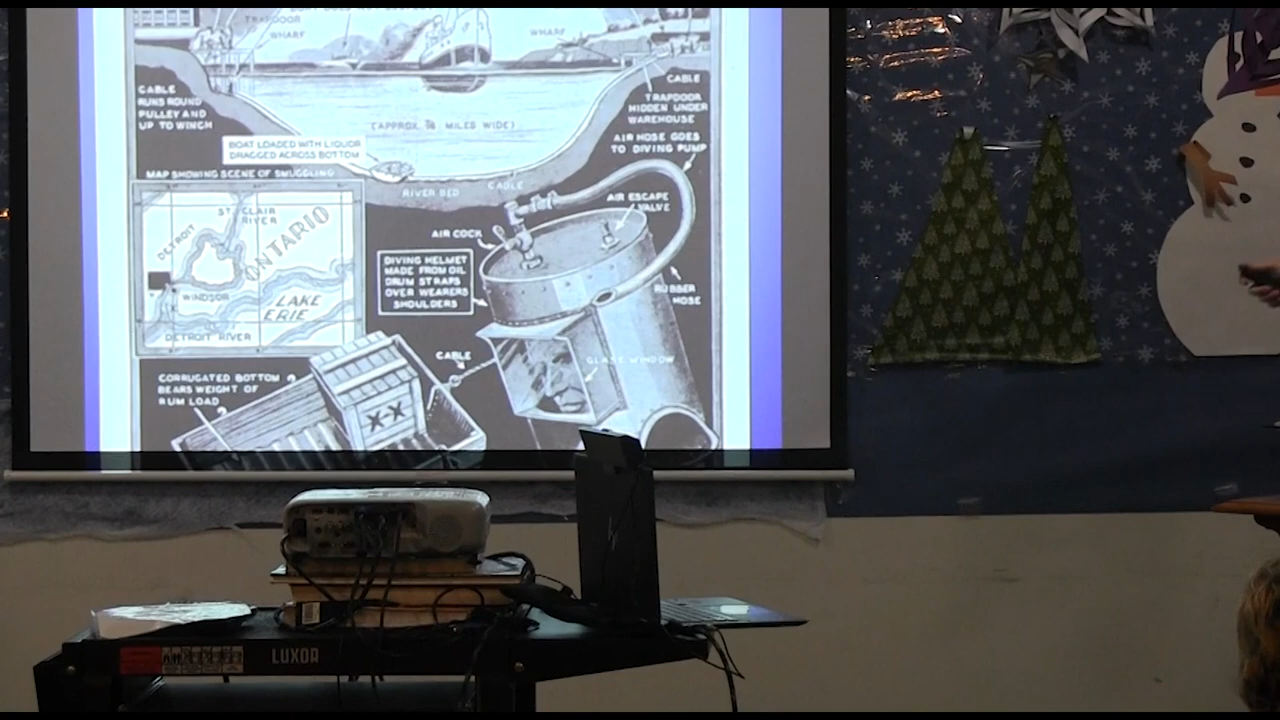 TRAPDOOR
WHARF
WHARF
CABLE
RUNS ROUND
PULLEY AND
UP TO WINCH
CABLE
TRAPDOOR
HIDDEN UNDER
WAREHOUSE
(APPROX. ¾ MILES WIDE)
AIR HOSE GOES
TO DIVING PUMP
BOAT LOADED WITH LIQUOR
DRAGGED ACROSS BOTTOM
MAP SHOWING SCENE OF SMUGGLING
RIVER BED
CABLE
AIR ESCAPE
VALVE
ST. CLAIR
RIVER
DETROIT
ONTARIO
WINDSOR
LAKE
ERIE
DETROIT RIVER
AIR COCK
DIVING HELMET
MADE FROM OIL
DRUM STRAPS
OVER WEARERS
SHOULDERS
RUBBER
HOSE
CABLE
GLASS WINDOW
CORRUGATED BOTTOM
BEARS WEIGHT OF
RUM LOAD
X-X
LUXOR